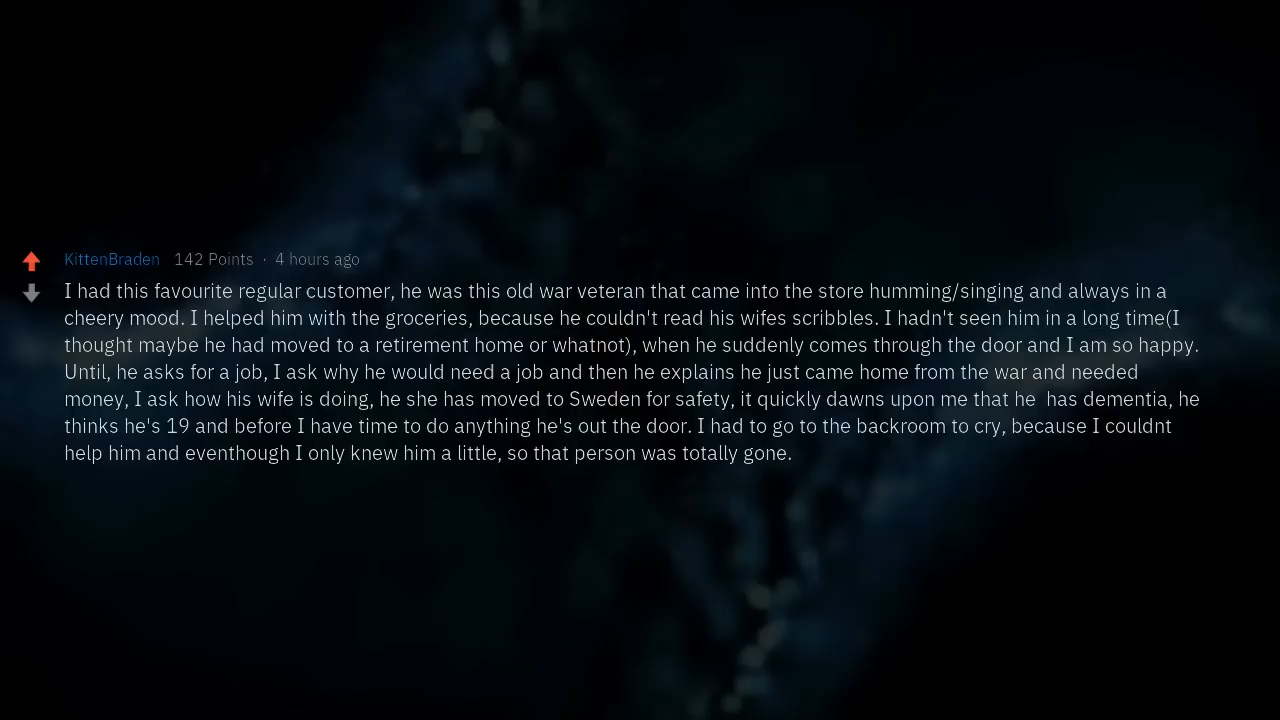 KittenBraden 142 Points · 4 hours ago
I had this favourite regular customer, he was this old war veteran that came into the store humming/singing and always in a
cheery mood. I helped him with the groceries, because he couldn't read his wifes scribbles. I hadn't seen him in a long time(I
thought maybe he had moved to a retirement home or whatnot), when he suddenly comes through the door and I am so happy.
Until, he asks for a job, I ask why he would need a job and then he explains he just came home from the war and needed
money, I ask how his wife is doing, he she has moved to Sweden for safety, it quickly dawns upon me that he  has dementia, he
thinks he's 19 and before I have time to do anything he's out the door. I had to go to the backroom to cry, because I couldnt
help him and eventhough I only knew him a little, so that person was totally gone.